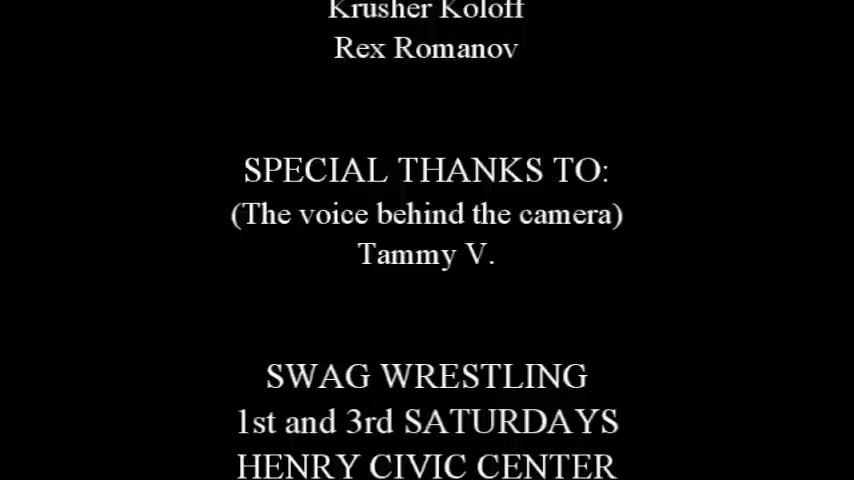 Krusher Koloff
Rex Romanov
SPECIAL THANKS TO:
(The voice behind the camera)
Tammy V.
SWAG WRESTLING
1st and 3rd SATURDAYS
HENRY CIVIC CENTER